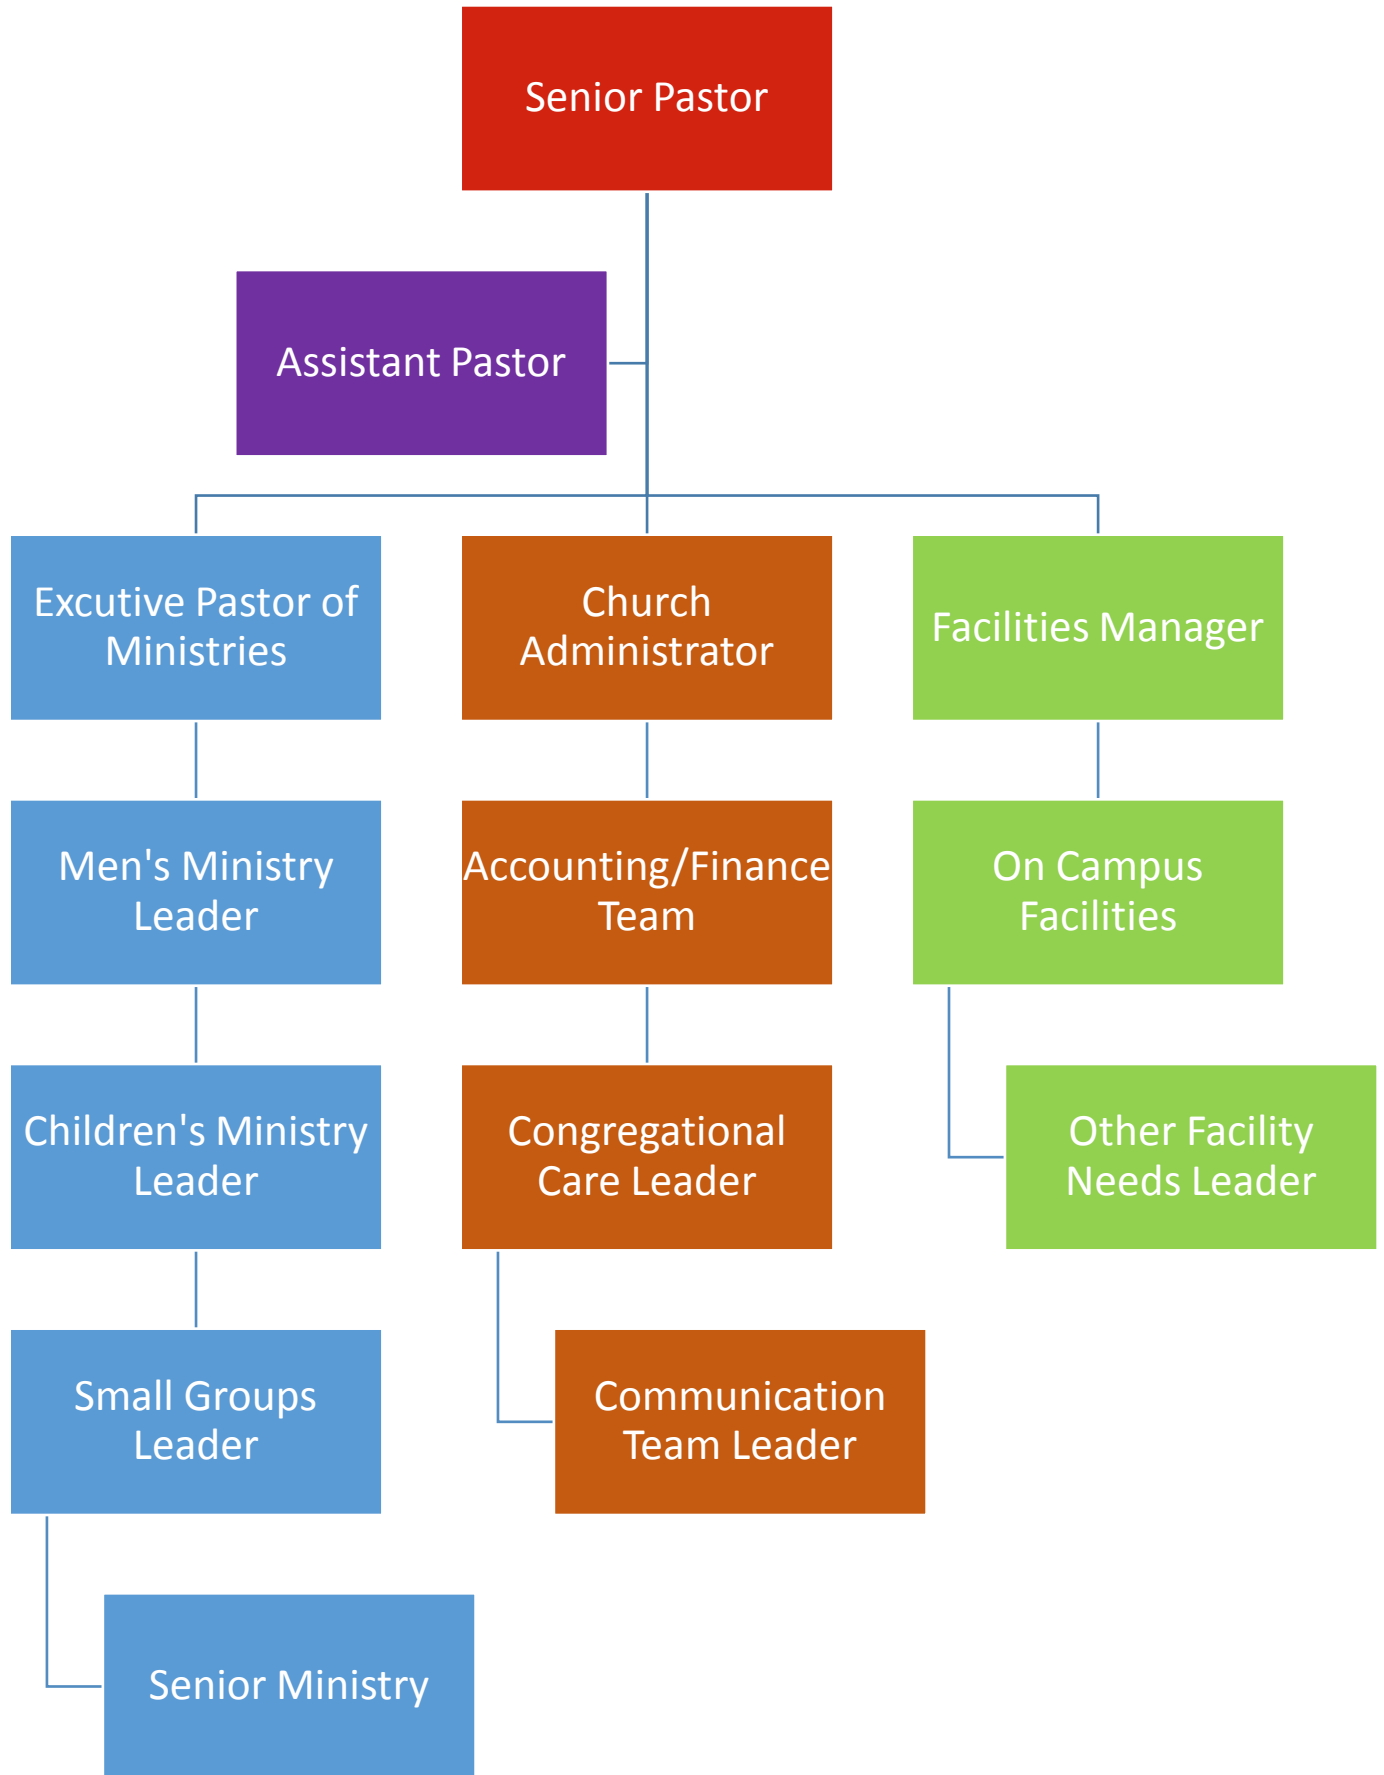 Senior Pastor
Assistant Pastor
Excutive Pastor of
Ministries
Church
Administrator
Facilities Manager
Men's Ministry
Leader
Accounting/Finance
Team
On Campus
Facilities
Children's Ministry
Leader
Congregational
Care Leader
Other Facility
Needs Leader
Small Groups
Leader
Communication
Team Leader
Senior Ministry